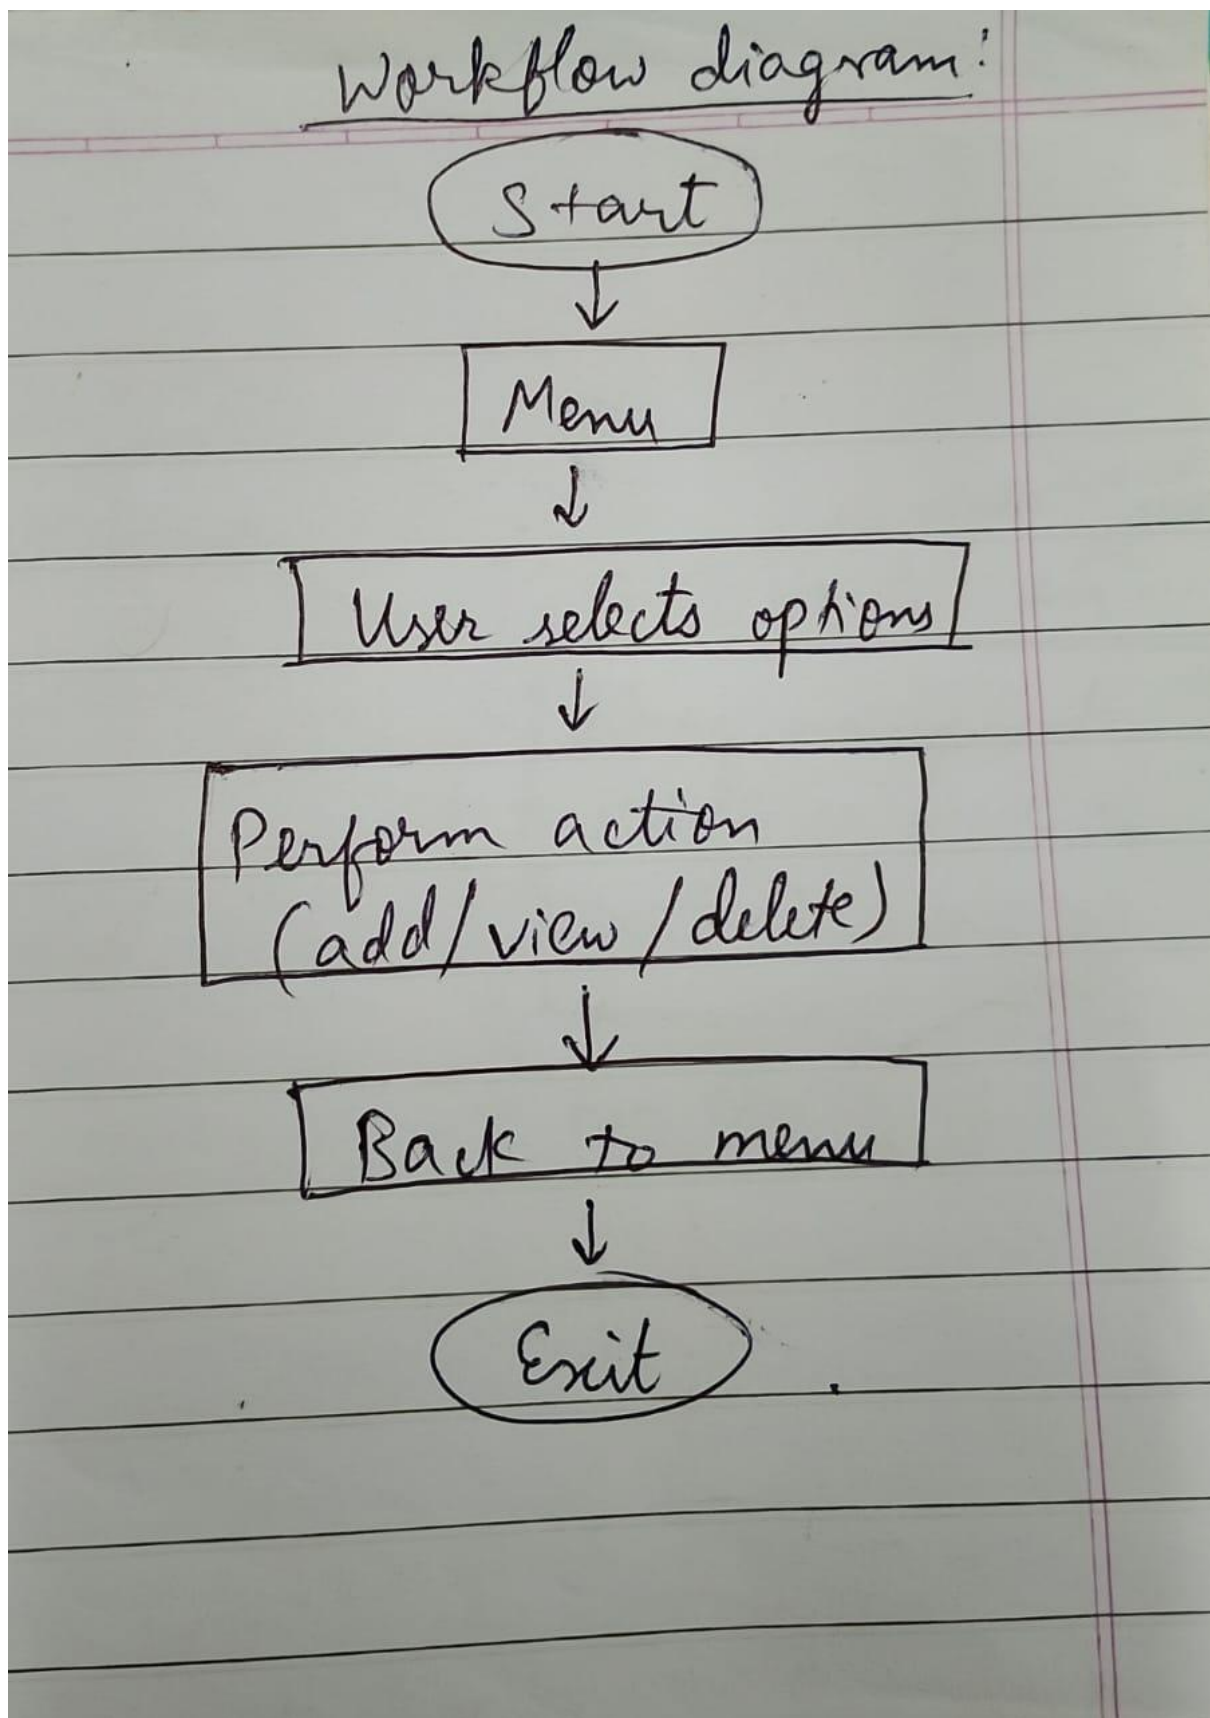 Workflow diagram:
Start
Menu
User selects options
Perform action
(add/view/delete)
Back to menu
Exit